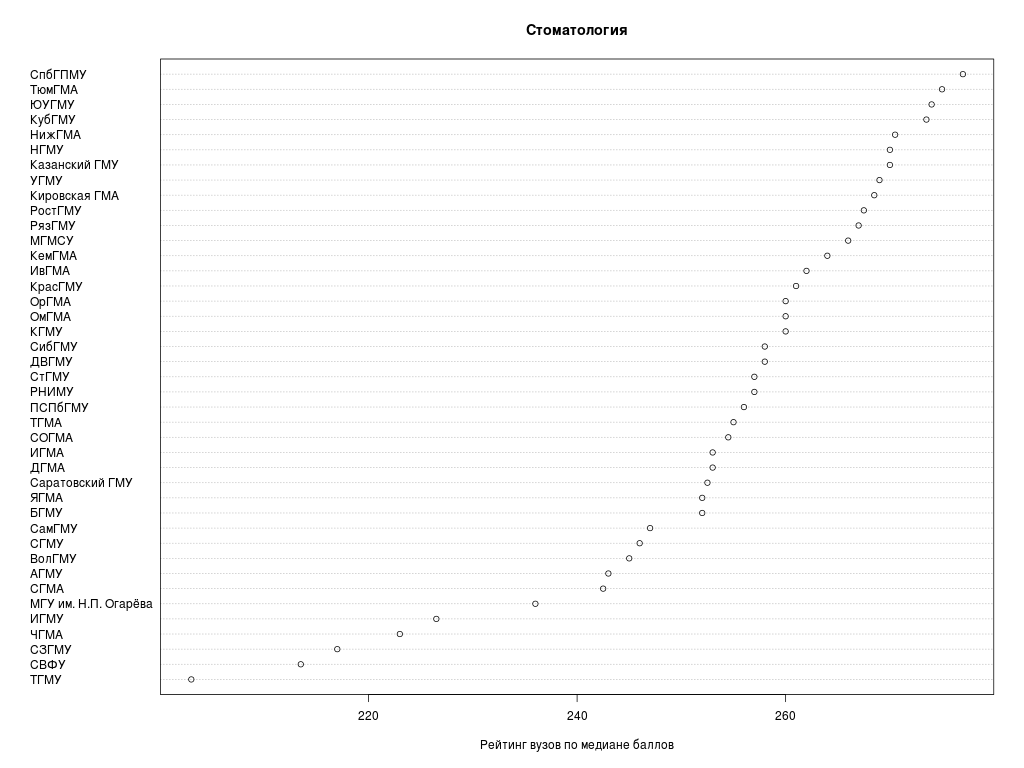 Стоматология
СпбГПМУ
ТюмГМА
ЮУГМУ
КубГМУ
НижГМА
НГМУ
Казанский ГМУ
УГМУ
Кировская ГМА
РостГМУ
РязГМУ
МГМСУ
КемГМА
ИвГМА
КрасГМУ
ОрГМА
ОмГМА
КГМУ
СибГМУ
ДВГМУ
СтГМУ
РНИМУ
ПСПбГМУ
ТГМА
СОГМА
ИГМА
ДГМА
Саратовский ГМУ
ЯГМА
БГМУ
СамГМУ
СГМУ
ВолГМУ
АГМУ
СГМА
МГУ им. Н.П. Огарёва
ИГМУ
ЧГМА
СЗГМУ
СВФУ
ТГМУ
220 240 260
Рейтинг вузов по медиане баллов